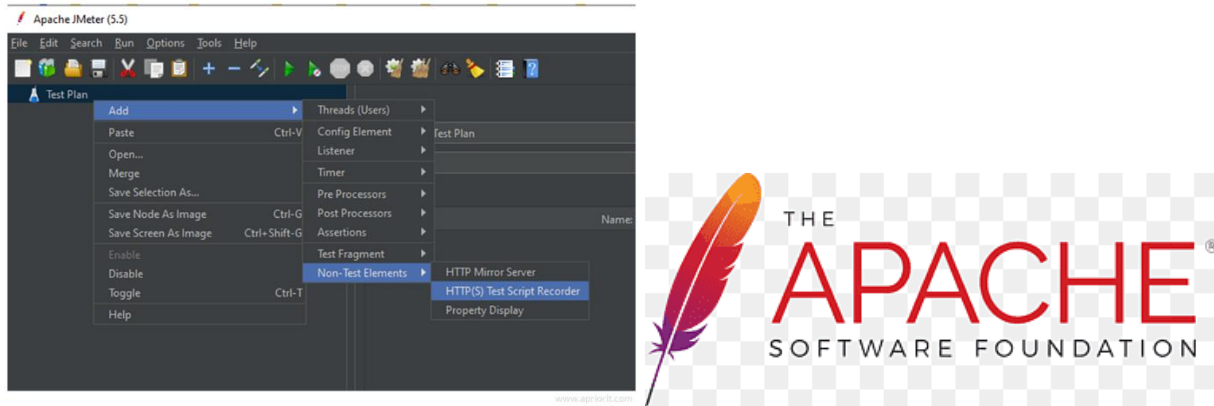 Apache JMeter (5.5)
File Edit Search Run Options Tools Help
Test Plan
Add
Paste Ctrl-V
Open...
Merge
Save Selection As...
Save Node As Image Ctrl-G
Save Screen As Image Ctrl+Shift-G
Enable
Disable
Toggle Ctrl-T
Help
Threads (Users)
Config Element
Listener
Timer
Pre Processors
Post Processors
Assertions
Test Fragment
Non-Test Elements
HTTP Mirror Server
HTTP(S) Test Script Recorder
Property Display
Test Plan
Name:
www.apriorit.com
THE
APACHE®
SOFTWARE FOUNDATION